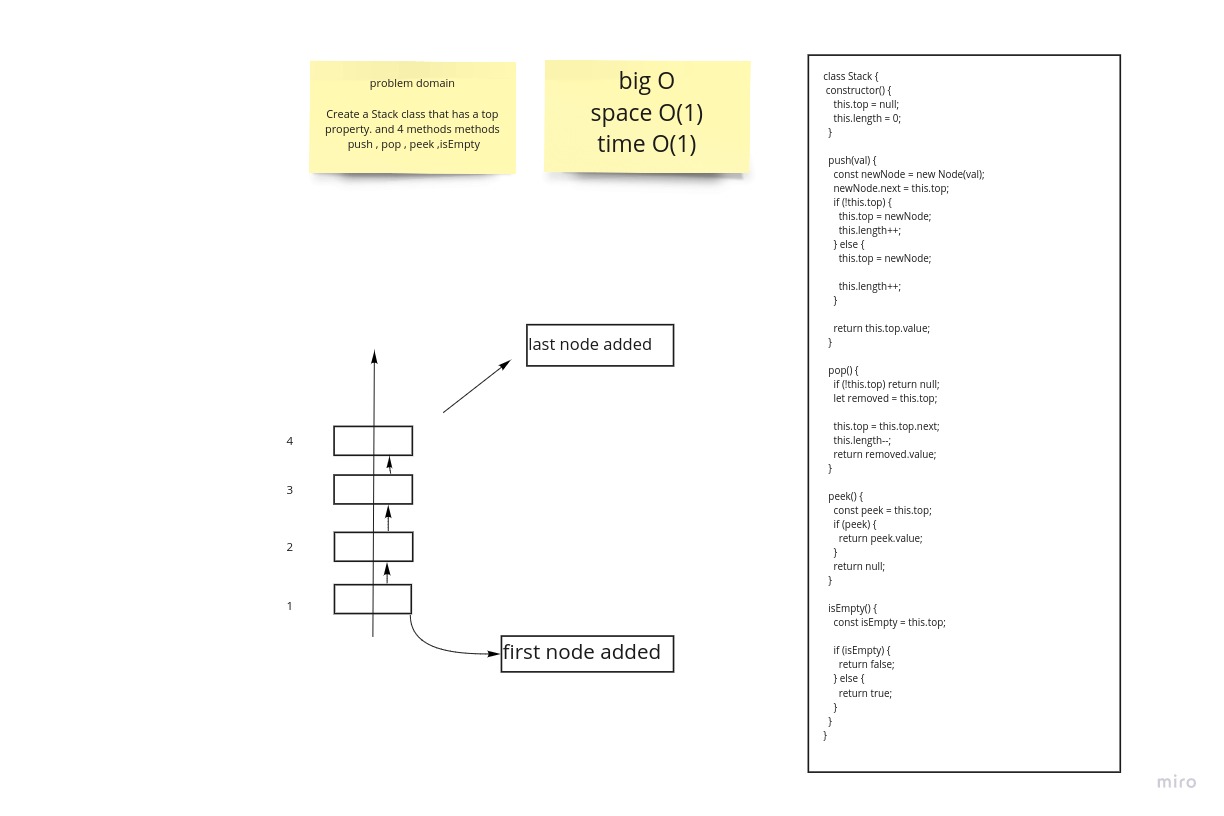 problem domain
Create a Stack class that has a top
property. and 4 methods methods
push , pop , peek ,isEmpty
big O
space O(1)
time O(1)
last node added
4
3
2
1
first node added
class Stack {
constructor() {
this.top = null;
this.length = 0;
}
push(val) {
const newNode = new Node(val);
newNode.next = this.top;
if (!this.top) {
this.top = newNode;
this.length++;
} else {
this.top = newNode;
this.length++;
}
return this.top.value;
}
pop() {
if (!this.top) return null;
let removed = this.top;
this.top = this.top.next;
this.length--;
return removed.value;
}
peek() {
const peek = this.top;
if (peek) {
return peek.value;
}
return null;
}
isEmpty() {
const isEmpty = this.top;
if (isEmpty) {
return false;
} else {
return true;
}
}
}
miro